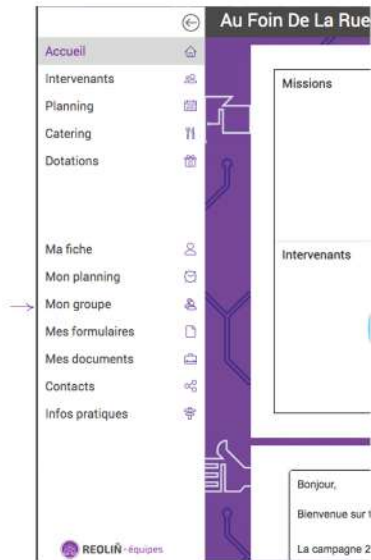 Au Foin De La Rue
Accueil
Intervenants
Planning
Catering
Dotations
Ma fiche
Mon planning
Mon groupe
Mes formulaires
Mes documents
Contacts
Infos pratiques
REOLIÑ-équipes
Missions
Intervenants
Bonjour,
Bienvenue sur
La campagne 2